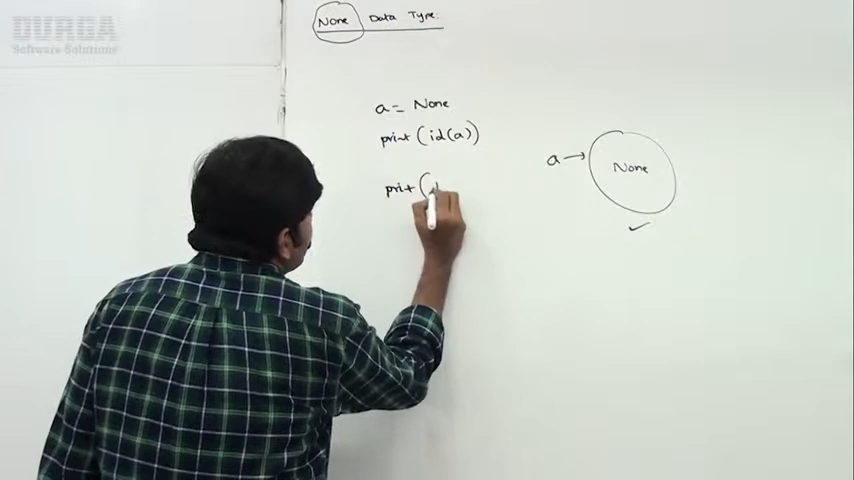 DURGA
Software Solutions
None Data Type:
a = None
print (id(a))
a → None
print (